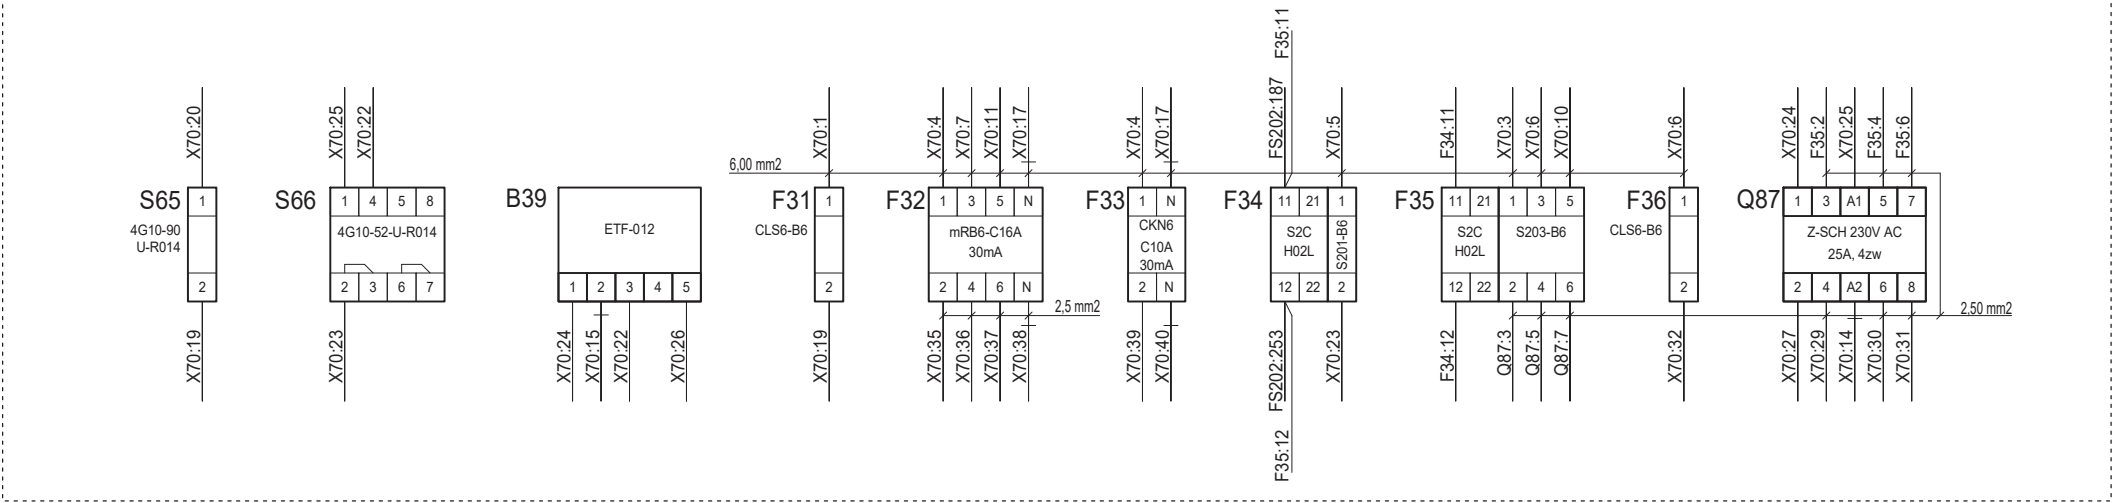 F35:11
X70:20
X70:25
X70:22
X70:1
X70:4
X70:7
X70:11
X70:17
X70:4
X70:17
FS202:187
X70:5
F34:11
X70:3
X70:6
X70:10
X70:6
X70:24
F35:2
X70:25
F35:4
F35:6
6,00 mm2
S65
1
4G10-90
U-R014
2
S66
1 4 5 8
4G10-52-U-R014
2 3 6 7
B39
ETF-012
1 2 3 4 5
F31
1
CLS6-B6
2
F32
1 3 5 N
mRB6-C16A
30mA
2 4 6 N
2,5 mm2
F33
1 N
CKN6
C10A
30mA
2 N
F34
11 21 1
S2C
H02L
S201-B6
12 22 2
F35
11 21 1 3 5
S2C
H02L
S203-B6
12 22 2 4 6
F36
1
CLS6-B6
2
Q87
1 3 A1 5 7
Z-SCH 230V AC
25A, 4zw
2 4 A2 6 8
2,50 mm2
X70:19
X70:23
X70:24
X70:15
X70:22
X70:26
X70:19
X70:35
X70:36
X70:37
X70:38
X70:39
X70:40
FS202:253
X70:23
F34:12
Q87:3
Q87:5
Q87:7
X70:32
X70:27
X70:29
X70:14
X70:30
X70:31
F35:12